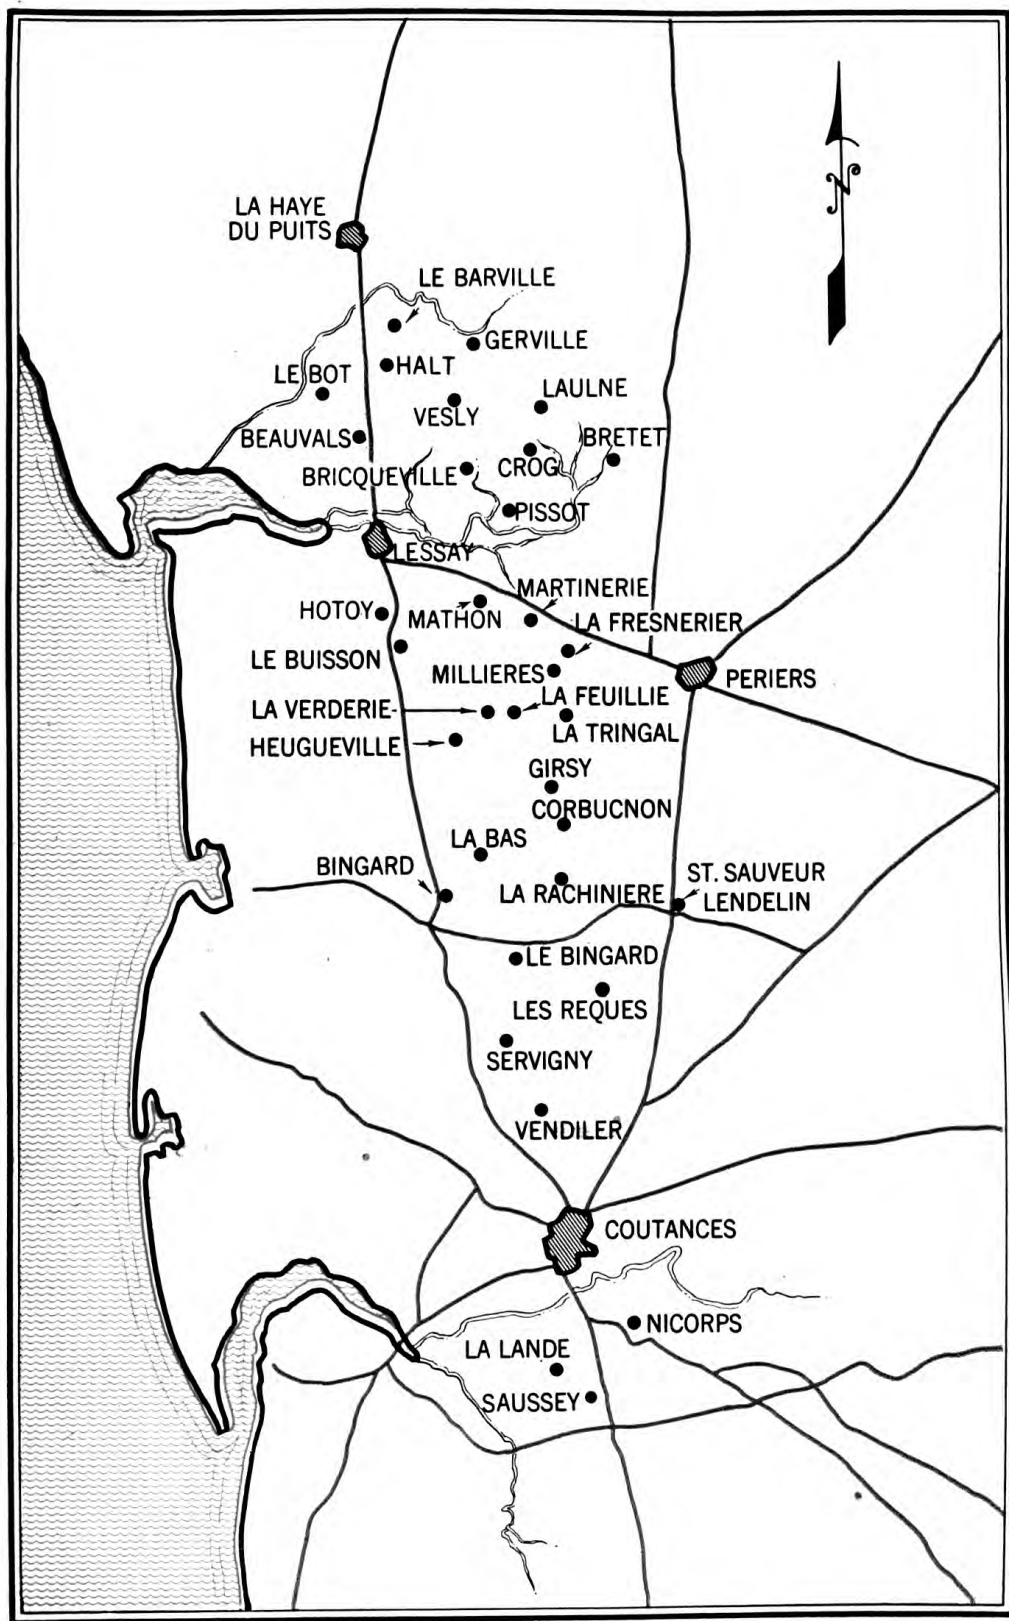 N
LA HAYE
DU PUITS
LE BARVILLE
GERVILLE
HALT
LE BOT
LAULNE
VESLY
BEAUVALS
BRETET
BRICQUEVILLE
CROG
PISSOT
LESSAY
MARTINERIE
HOTOY
MATHON
LA FRESNERIER
LE BUISSON
MILLIERES
PERIERS
LA FEUILLIE
LA VERDERIE
LA TRINGAL
HEUGUEVILLE
GIRSY
CORBUCNON
LA BAS
BINGARD
LA RACHINIERE
ST. SAUVEUR
LENDELIN
LE BINGARD
LES REQUES
SERVIGNY
VENDILER
COUTANCES
NICORPS
LA LANDE
SAUSSEY